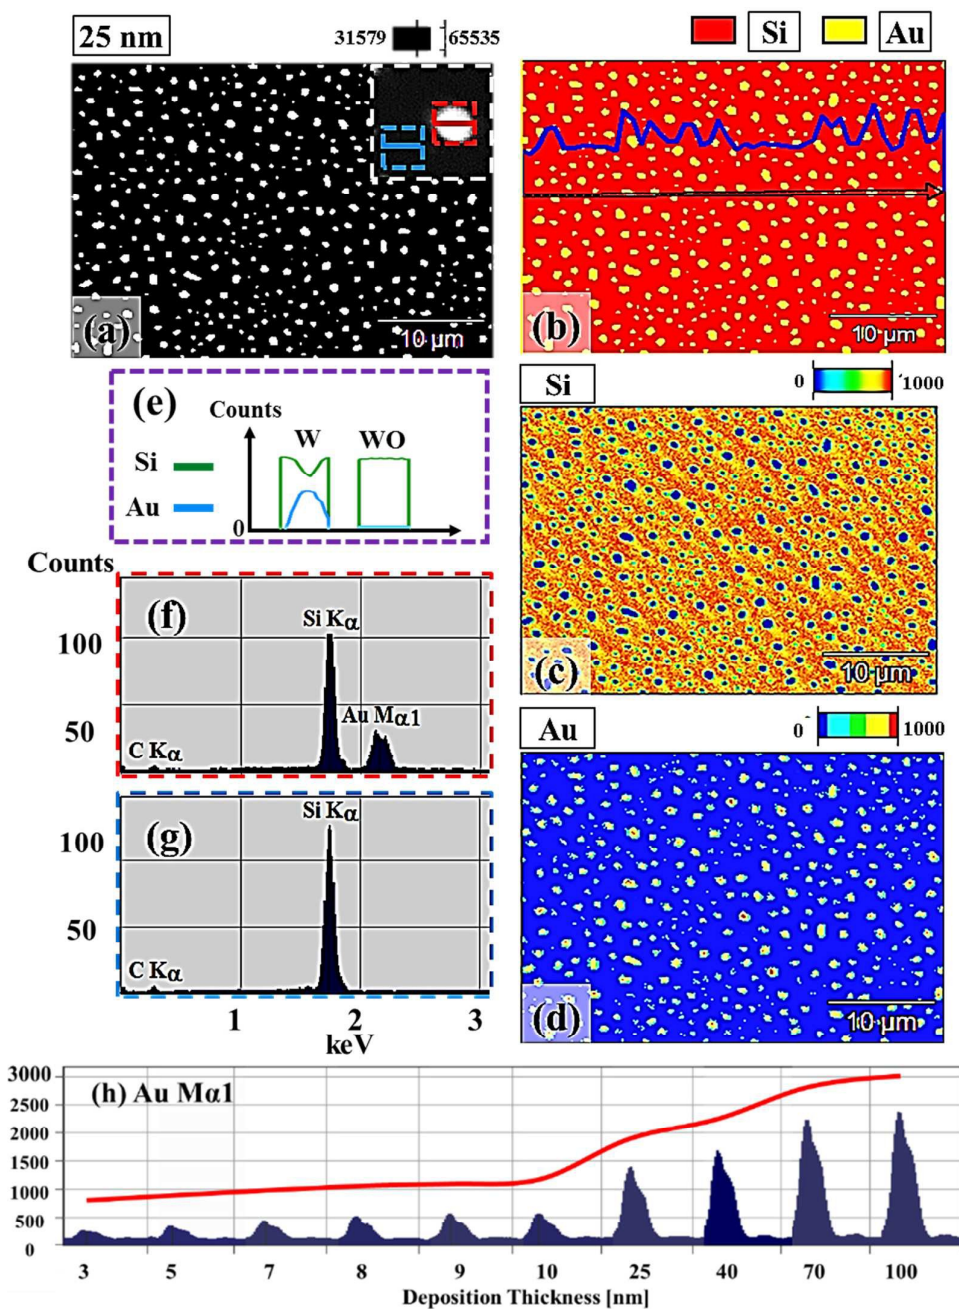 25 nm
31579 65535
(a)
10 µm
Si Au
(b)
10 µm
(e)
Counts
W WO
Si
Au
0
Si
0 1000
(c)
10 µm
Counts
(f)
Si Kα
100
Au Mα1
50
C Kα
Au
0 1000
(d)
10 µm
(g)
Si Kα
100
50
C Kα
1 2 3
keV
(h) Au Mα1
3000
2500
2000
1500
1000
500
0
3 5 7 8 9 10 25 40 70 100
Deposition Thickness [nm]